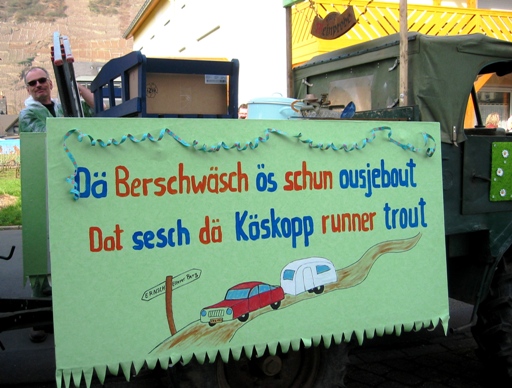 Dä Berschwäsch ös schun ousjebout
Dat sesch dä Köskopp runner trout